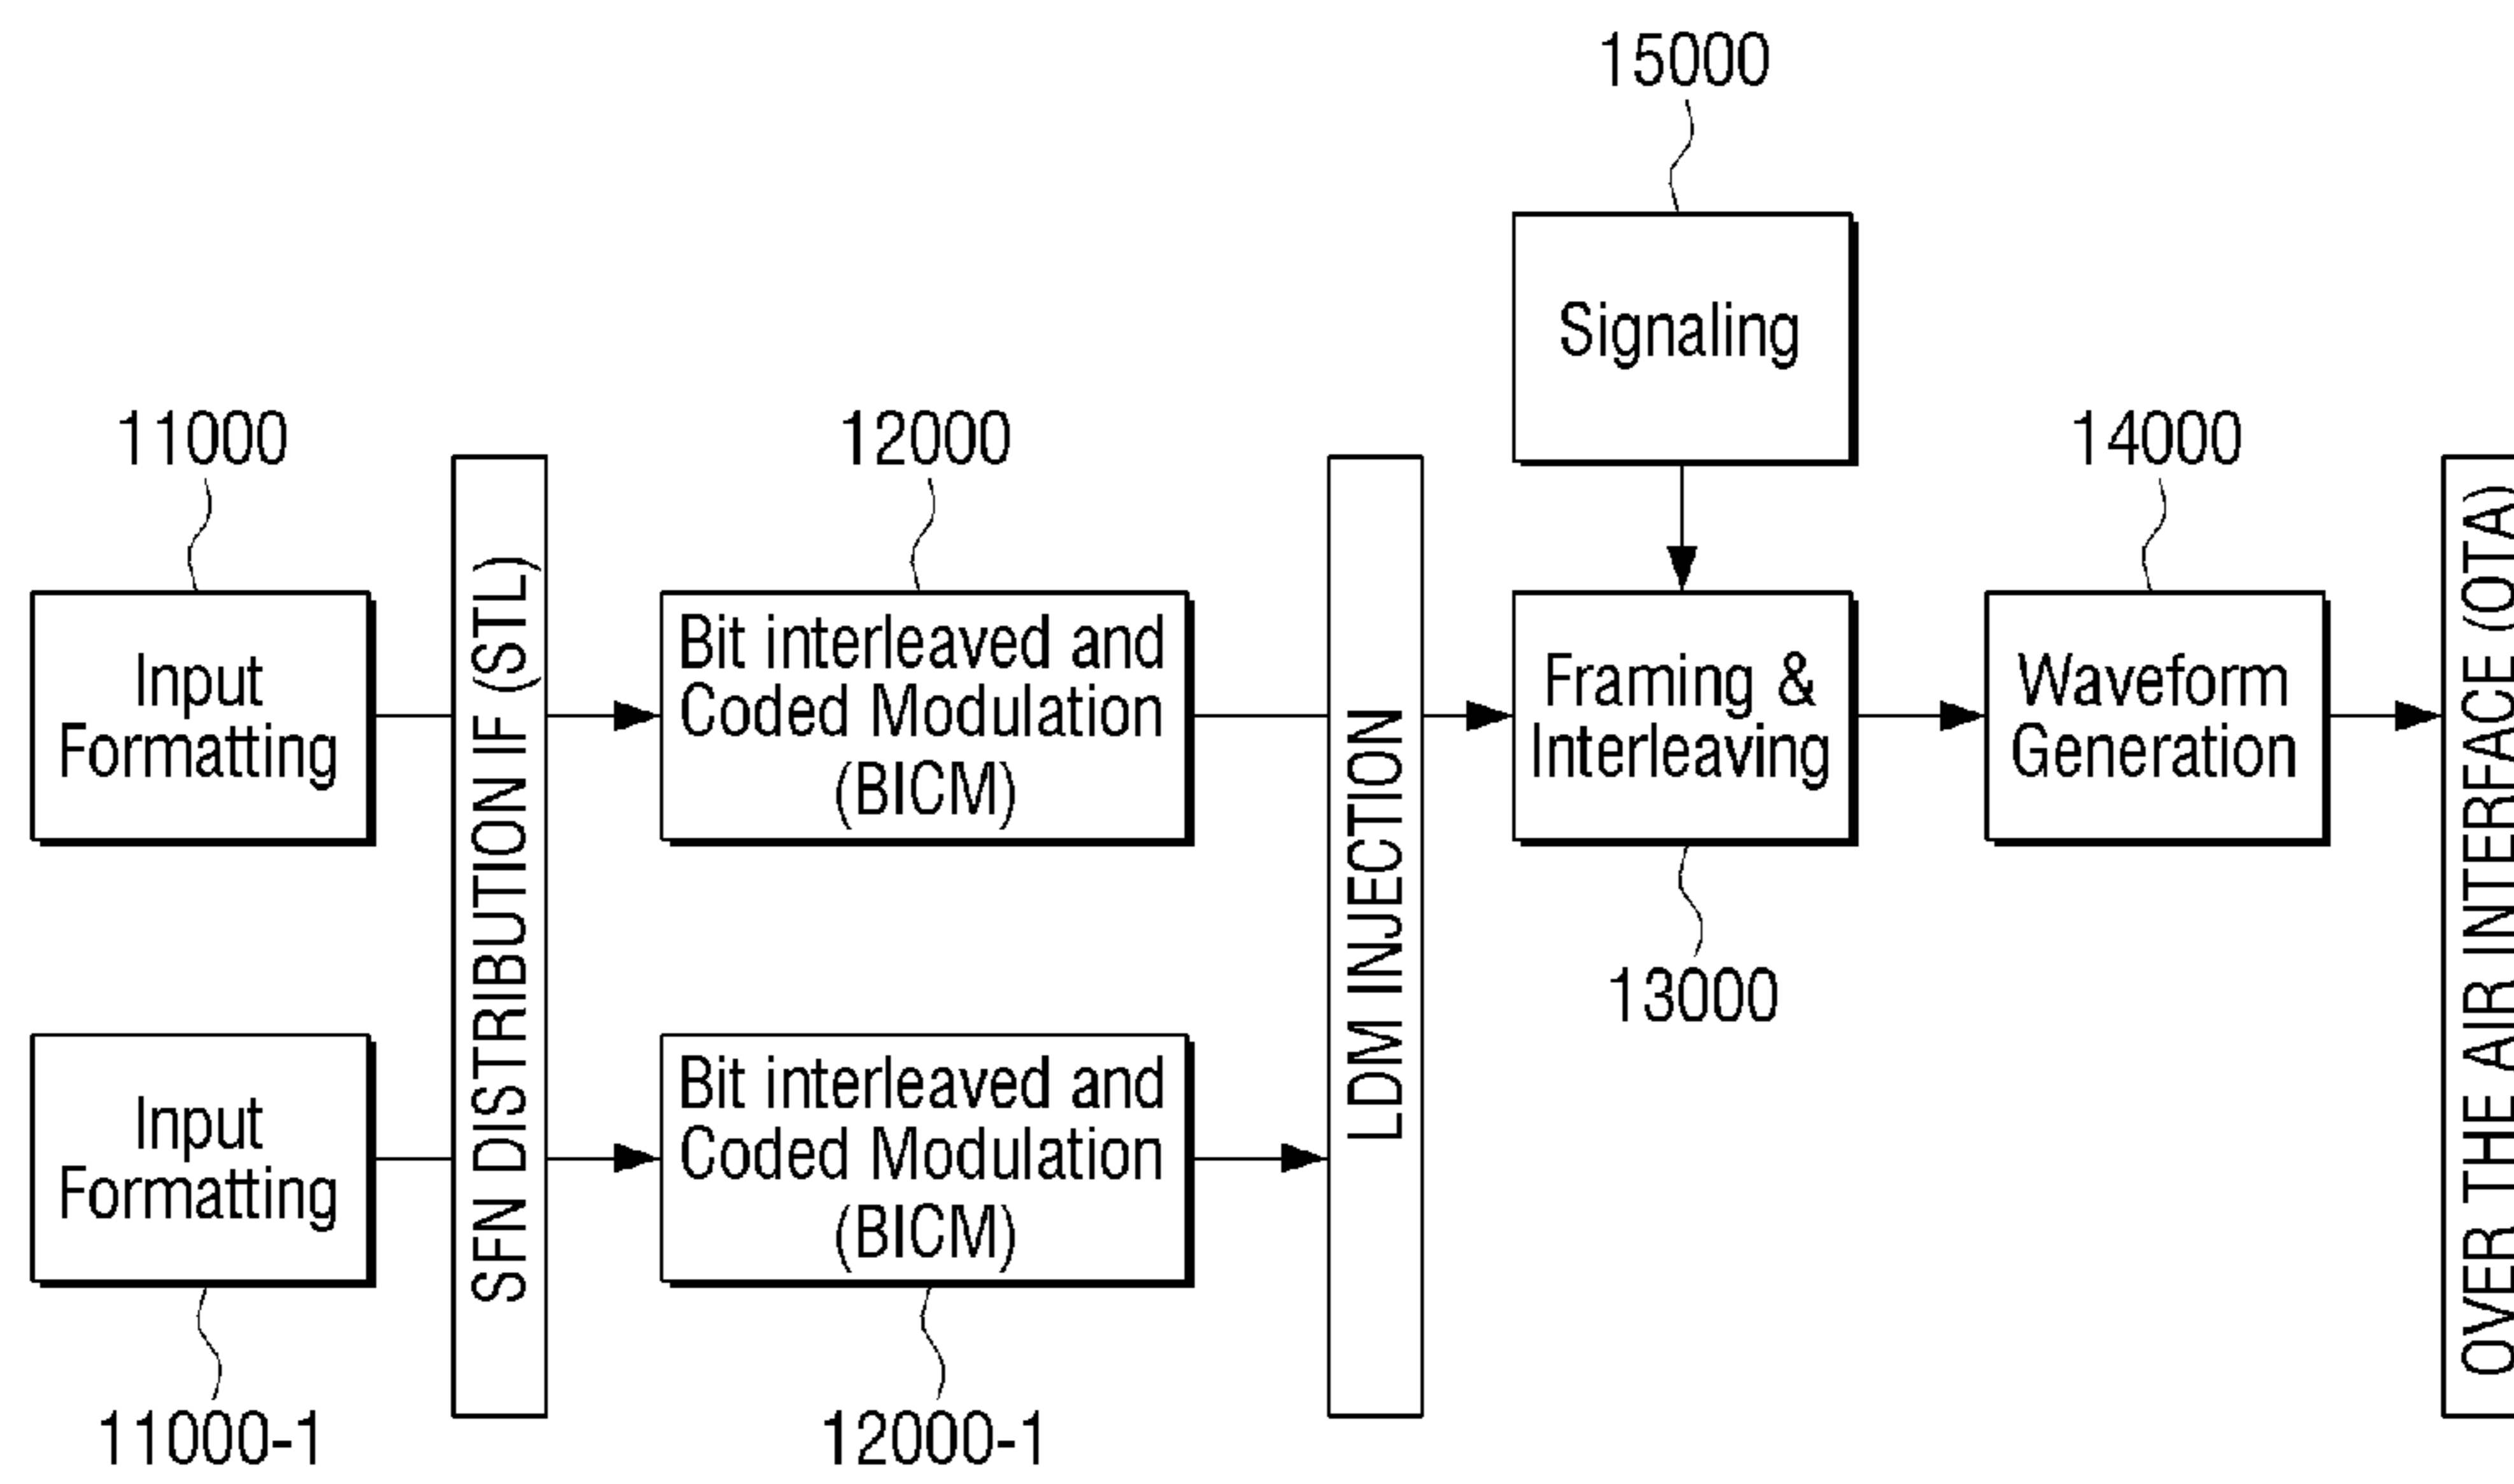 15000
Signaling
11000
12000
14000
Input
Formatting
SFN DISTRIBUTION IF (STL)
Bit interleaved and
Coded Modulation
(BICM)
LDM INJECTION
Framing &
Interleaving
Waveform
Generation
OVER THE AIR INTERFACE (OTA)
13000
Input
Formatting
Bit interleaved and
Coded Modulation
(BICM)
11000-1
12000-1